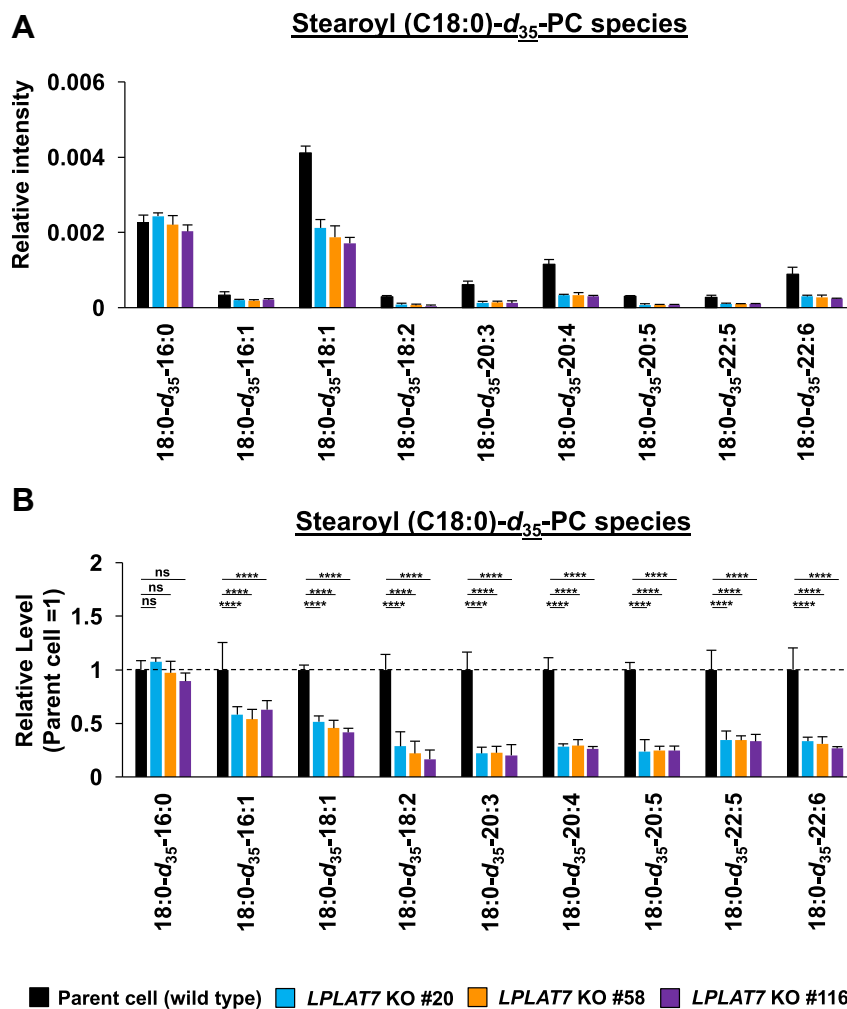 A
Stearoyl (C18:0)-d35-PC species
Relative intensity
0.006
0.004
0.002
0
18:0-d35-16:0
18:0-d35-16:1
18:0-d35-18:1
18:0-d35-18:2
18:0-d35-20:3
18:0-d35-20:4
18:0-d35-20:5
18:0-d35-22:5
18:0-d35-22:6
B
Stearoyl (C18:0)-d35-PC species
Relative Level
(Parent cell =1)
2
1.5
1
0.5
0
ns **** **** **** **** **** **** **** ****
ns **** **** **** **** **** **** **** ****
ns **** **** **** **** **** **** **** ****
18:0-d35-16:0
18:0-d35-16:1
18:0-d35-18:1
18:0-d35-18:2
18:0-d35-20:3
18:0-d35-20:4
18:0-d35-20:5
18:0-d35-22:5
18:0-d35-22:6
Parent cell (wild type) LPLAT7 KO #20 LPLAT7 KO #58 LPLAT7 KO #116